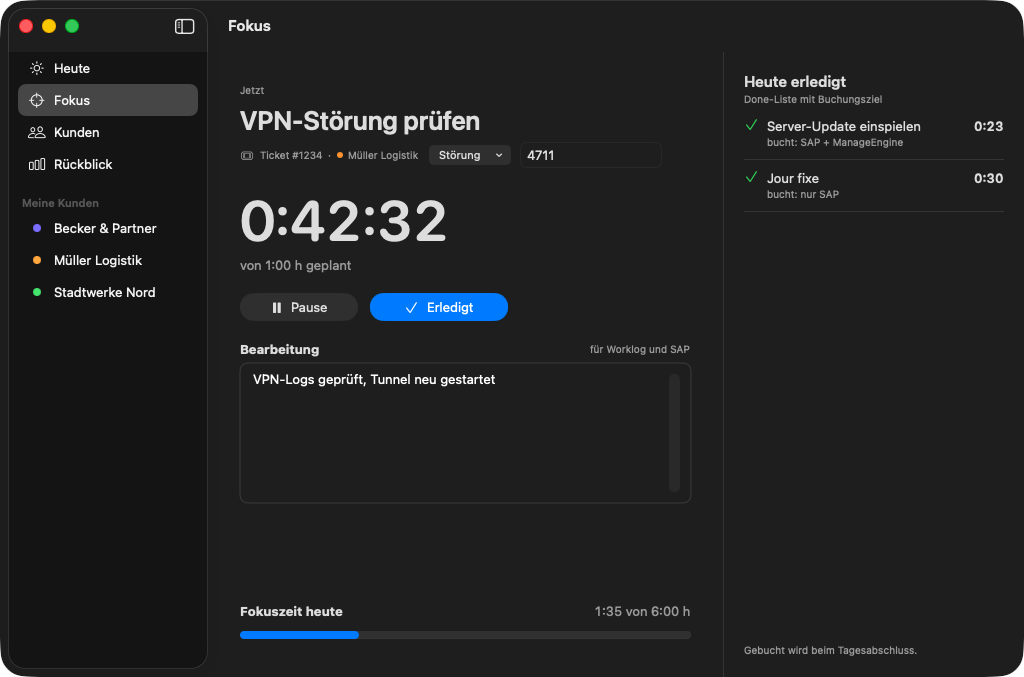 Fokus
Heute
Fokus
Kunden
Rückblick
Meine Kunden
Becker & Partner
Müller Logistik
Stadtwerke Nord
Jetzt
VPN-Störung prüfen
Ticket #1234 · Müller Logistik Störung 4711
0:42:32
von 1:00 h geplant
Pause Erledigt
Bearbeitung für Worklog und SAP
VPN-Logs geprüft, Tunnel neu gestartet
Fokuszeit heute 1:35 von 6:00 h
Heute erledigt
Done-Liste mit Buchungsziel
Server-Update einspielen 0:23
bucht: SAP + ManageEngine
Jour fixe 0:30
bucht: nur SAP
Gebucht wird beim Tagesabschluss.